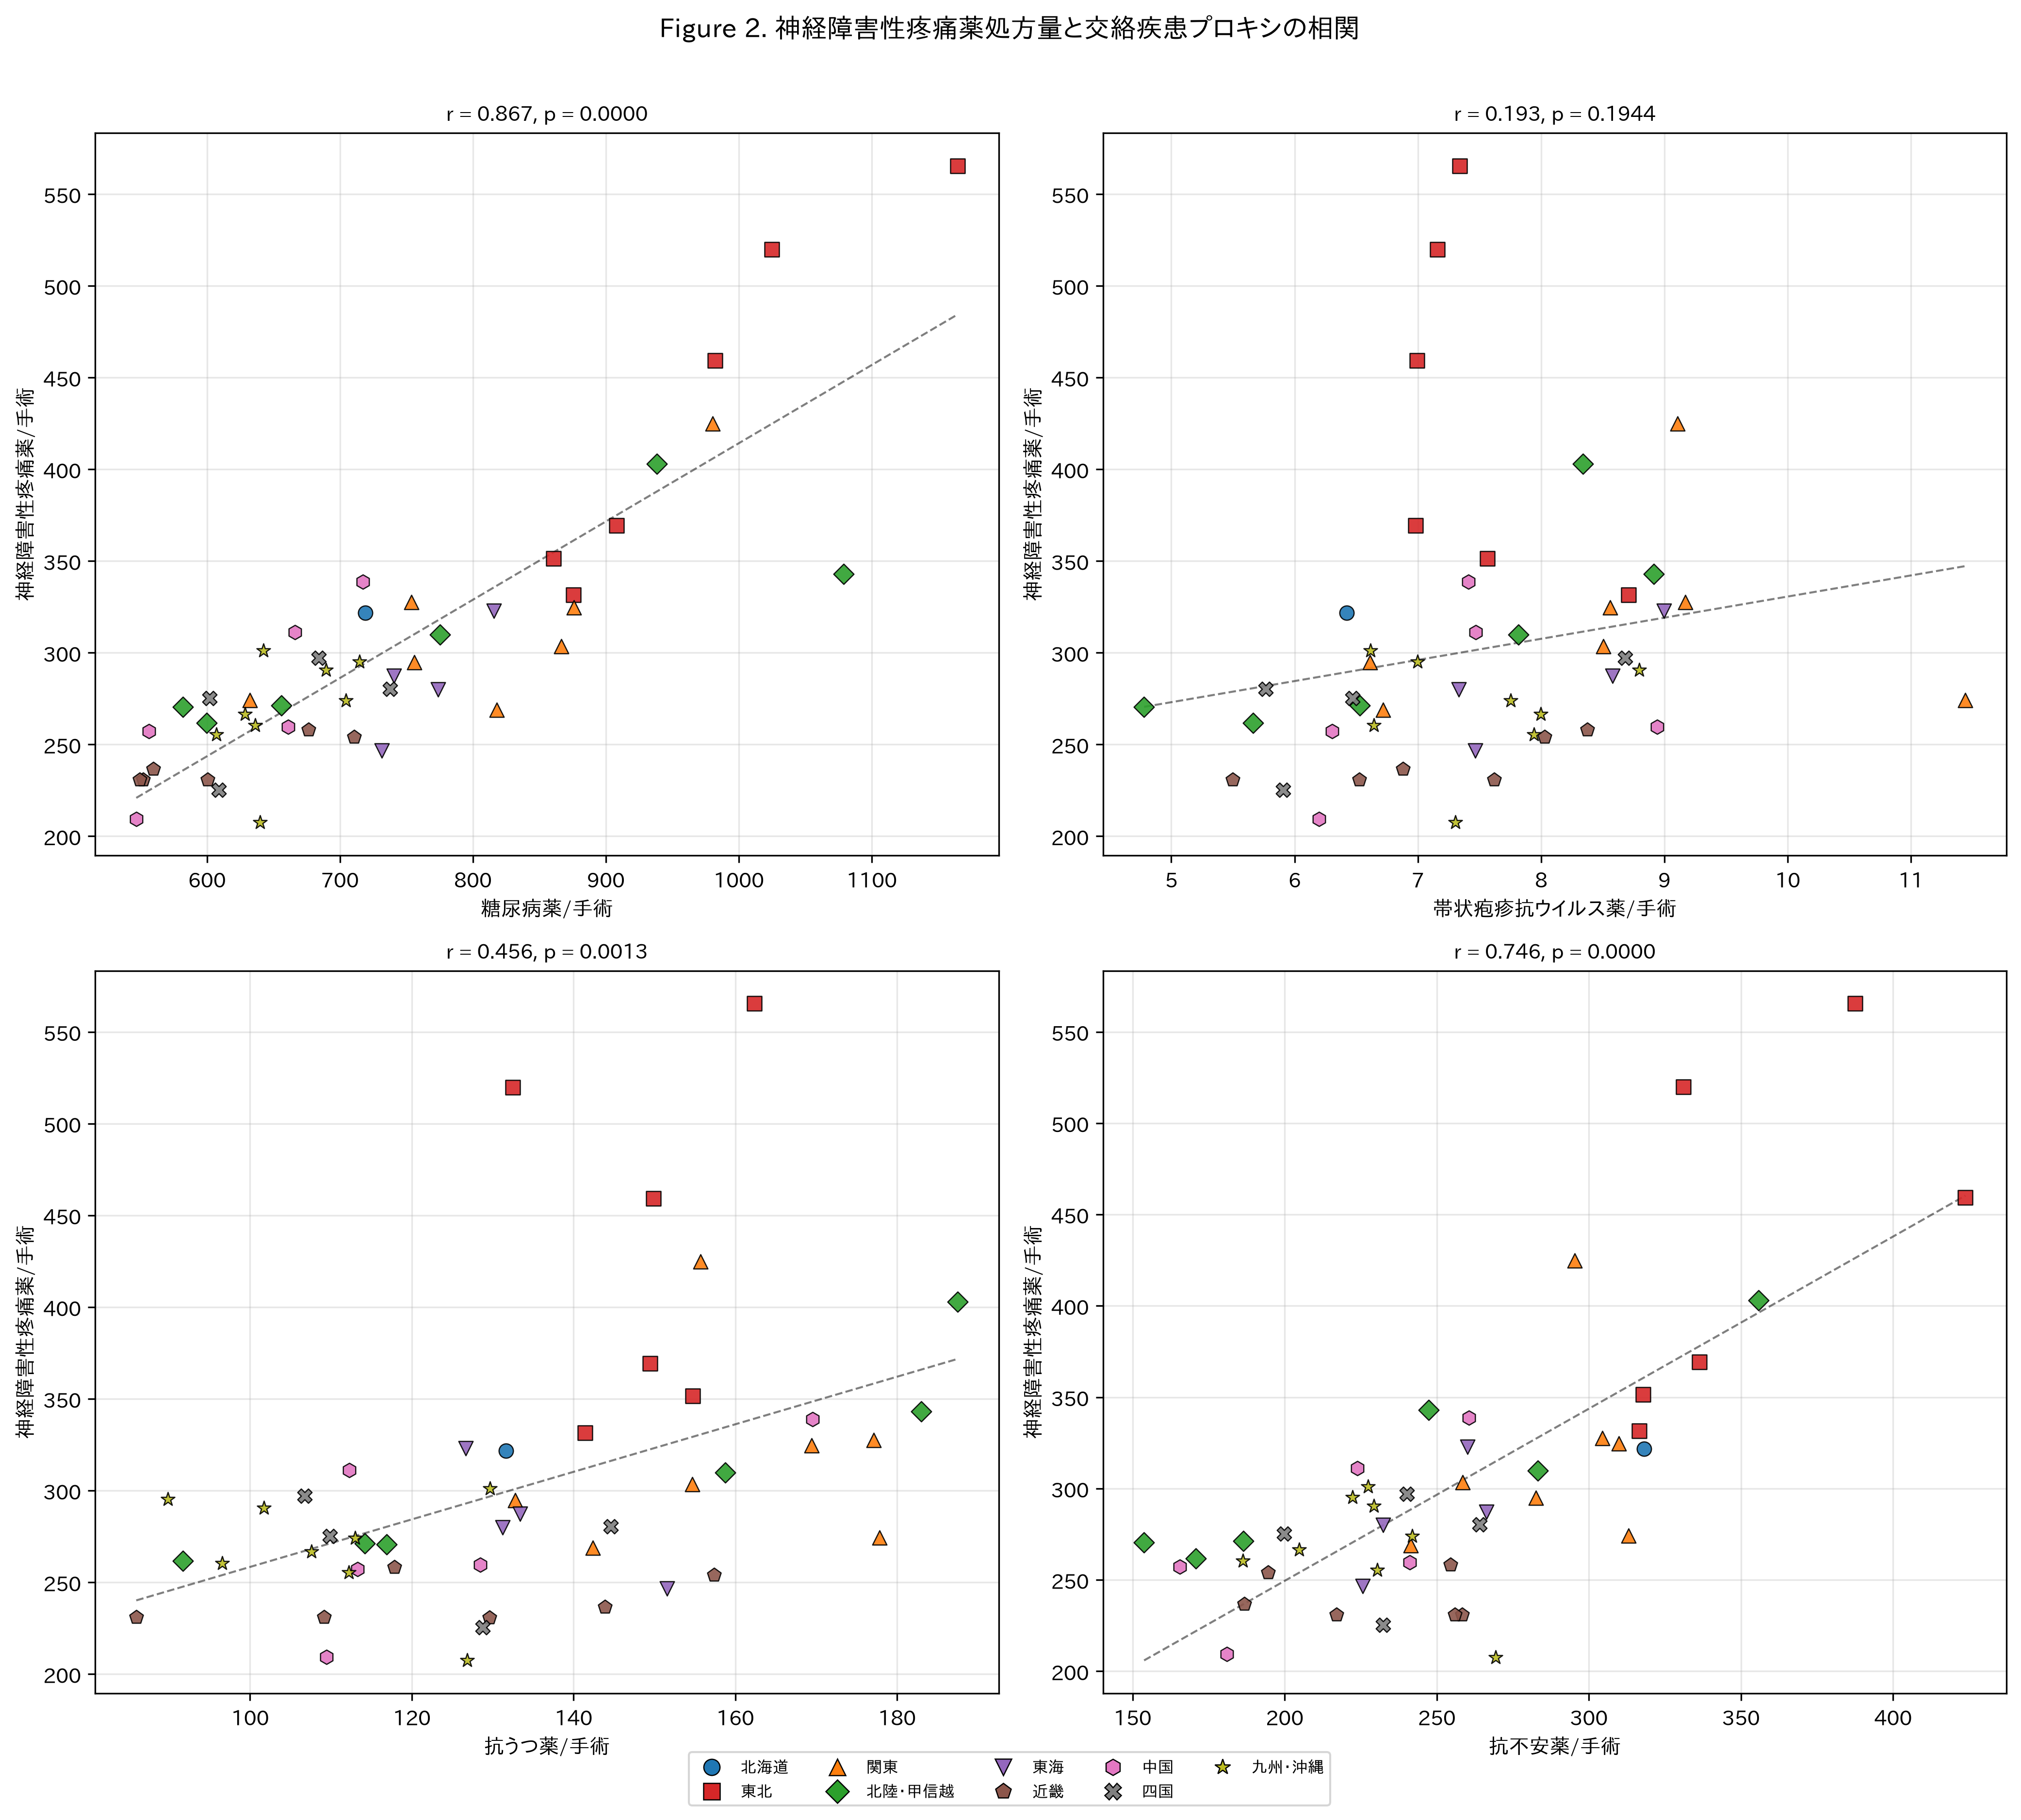 Figure 2. 神経障害性疼痛薬処方量と交絡疾患プロキシの相関
r = 0.867, p = 0.0000
神経障害性疼痛薬/手術
550
500
450
400
350
300
250
200
600 700 800 900 1000 1100
糖尿病薬/手術
r = 0.193, p = 0.1944
神経障害性疼痛薬/手術
550
500
450
400
350
300
250
200
5 6 7 8 9 10 11
帯状疱疹抗ウイルス薬/手術
r = 0.456, p = 0.0013
神経障害性疼痛薬/手術
550
500
450
400
350
300
250
200
100 120 140 160 180
抗うつ薬/手術
r = 0.746, p = 0.0000
神経障害性疼痛薬/手術
550
500
450
400
350
300
250
200
150 200 250 300 350 400
抗不安薬/手術
北海道 関東 東海 中国 九州・沖縄
東北 北陸・甲信越 近畿 四国